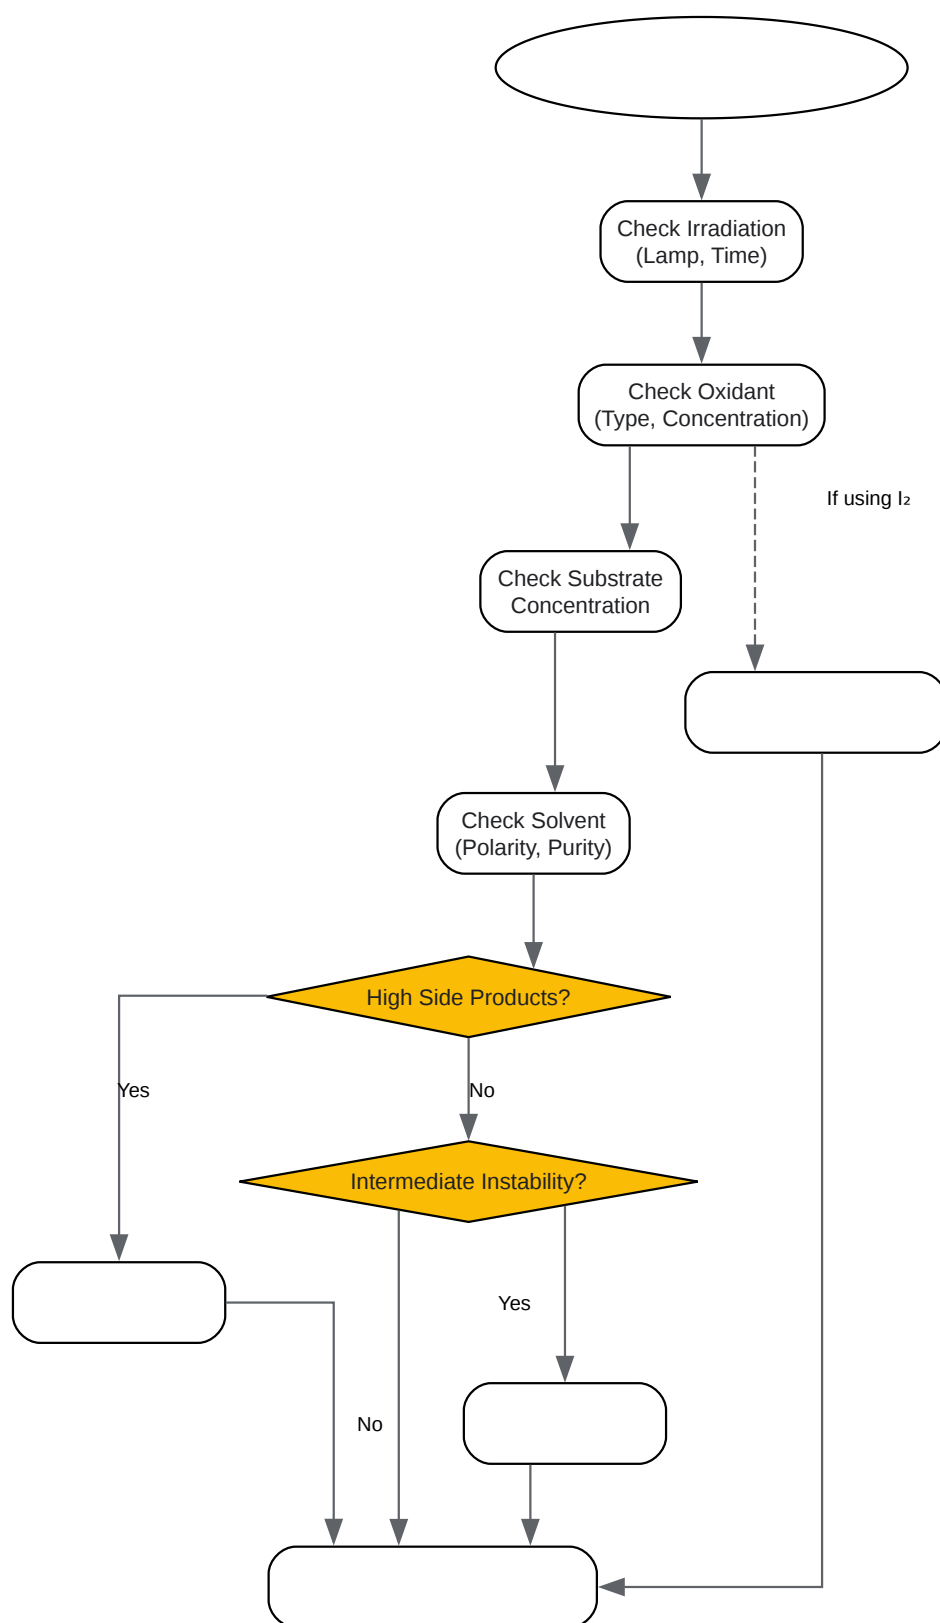 Check Irradiation
(Lamp, Time)
Check Oxidant
(Type, Concentration)
If using I₂
Check Substrate
Concentration
Check Solvent
(Polarity, Purity)
High Side Products?
Yes
No
Intermediate Instability?
Yes
No